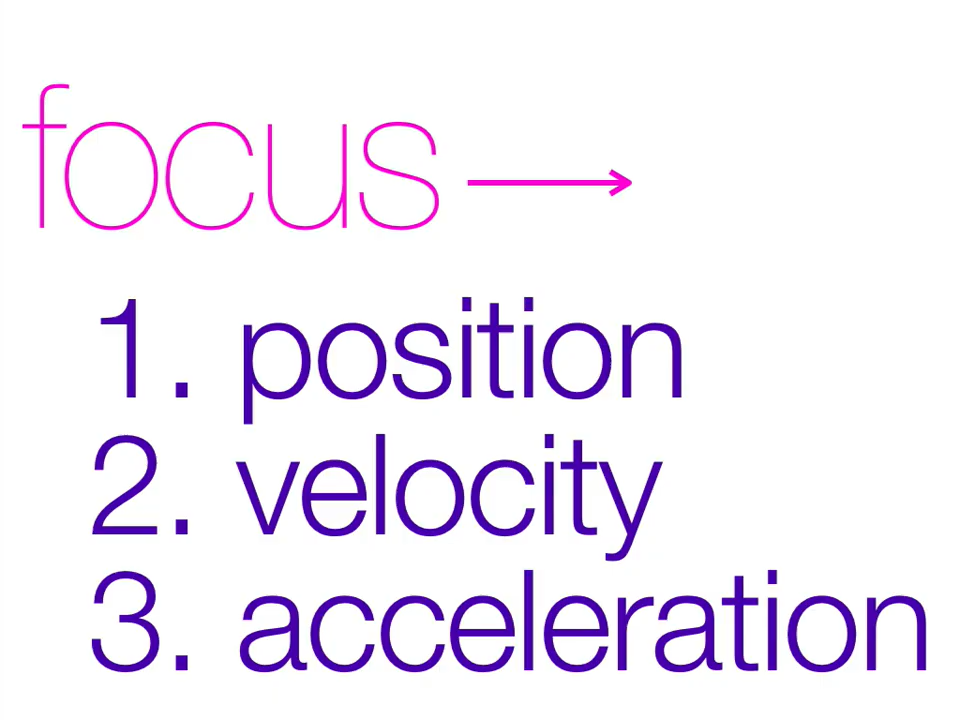 focus
1. position
2. velocity
3. acceleration